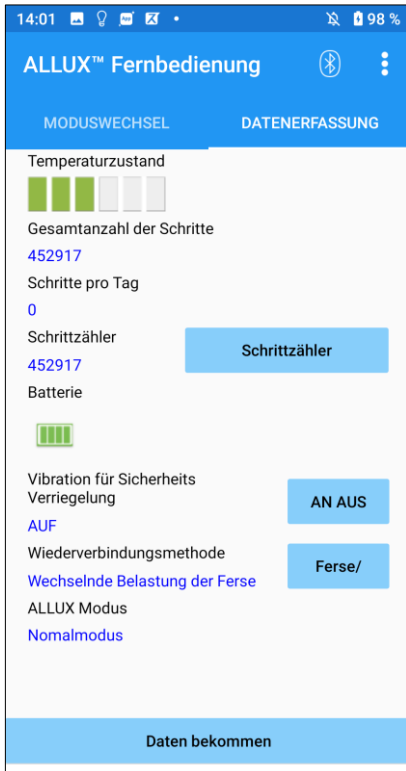 14:01 98 %
ALLUX™ Fernbedienung
MODUSWECHSEL DATENERFASSUNG
Temperaturzustand
Gesamtanzahl der Schritte
452917
Schritte pro Tag
0
Schrittzähler
452917
Schrittzähler
Batterie
Vibration für Sicherheits
Verriegelung
AN AUS
AUF
Wiederverbindungsmethode
Ferse/
Wechselnde Belastung der Ferse
ALLUX Modus
Nomalmodus
Daten bekommen